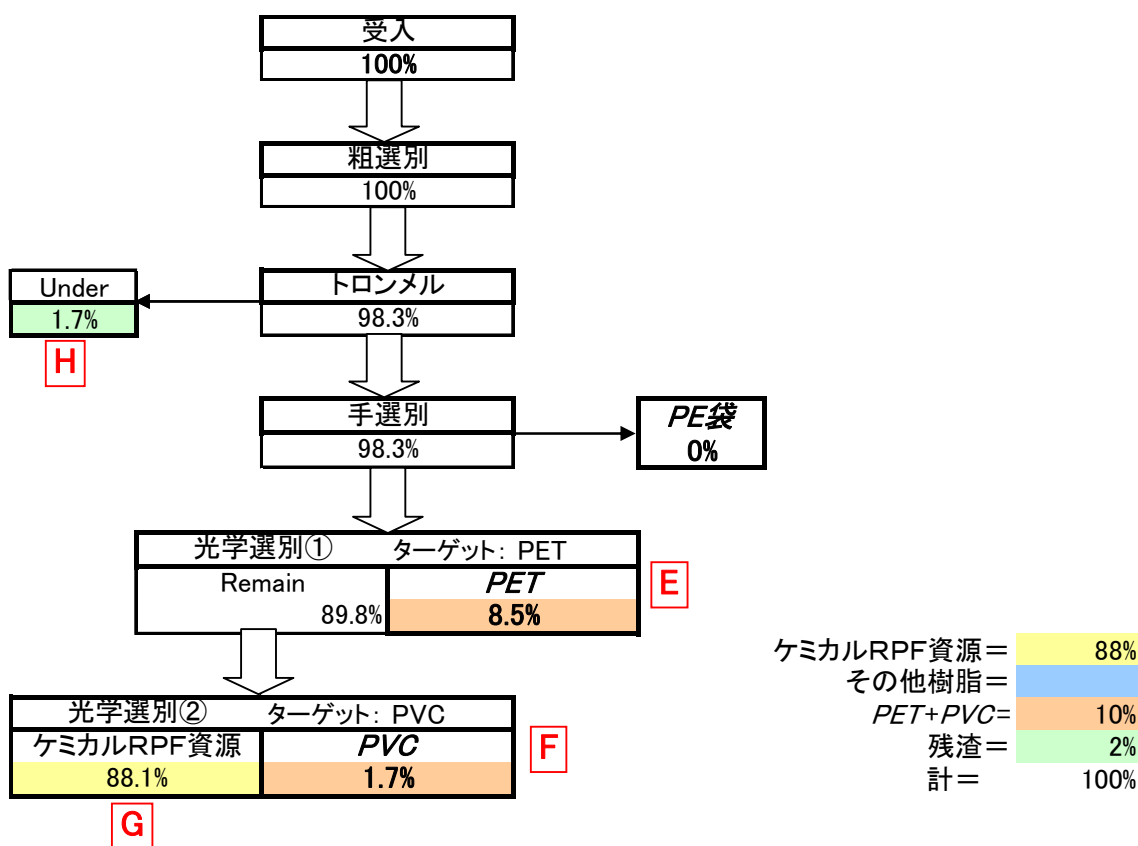 受入
100%
粗選別
100%
Under
トロンメル
1.7%
98.3%
H
手選別
PE袋
98.3%
0%
光学選別① ターゲット: PET
Remain
PET
E
89.8%
8.5%
光学選別② ターゲット: PVC
ケミカルRPF資源
PVC
F
88.1%
1.7%
G
ケミカルRPF資源= 88%
その他樹脂=
PET+PVC= 10%
残渣= 2%
計= 100%